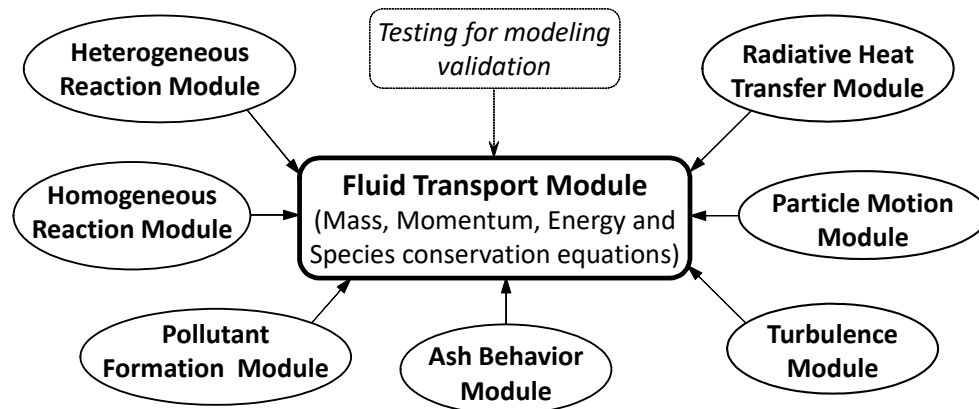 Heterogeneous
Reaction Module
Testing for modeling
validation
Radiative Heat
Transfer Module
Homogeneous
Reaction Module
Fluid Transport Module
(Mass, Momentum, Energy and
Species conservation equations)
Particle Motion
Module
Pollutant
Formation Module
Ash Behavior
Module
Turbulence
Module